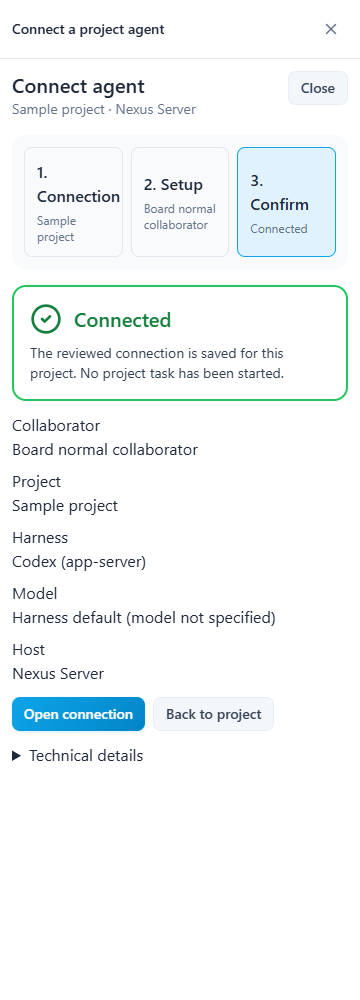 Connect a project agent
Connect agent
Close
Sample project · Nexus Server
1.
Connection
Sample
project
2. Setup
Board normal
collaborator
3.
Confirm
Connected
Connected
The reviewed connection is saved for this
project. No project task has been started.
Collaborator
Board normal collaborator
Project
Sample project
Harness
Codex (app-server)
Model
Harness default (model not specified)
Host
Nexus Server
Open connection
Back to project
Technical details